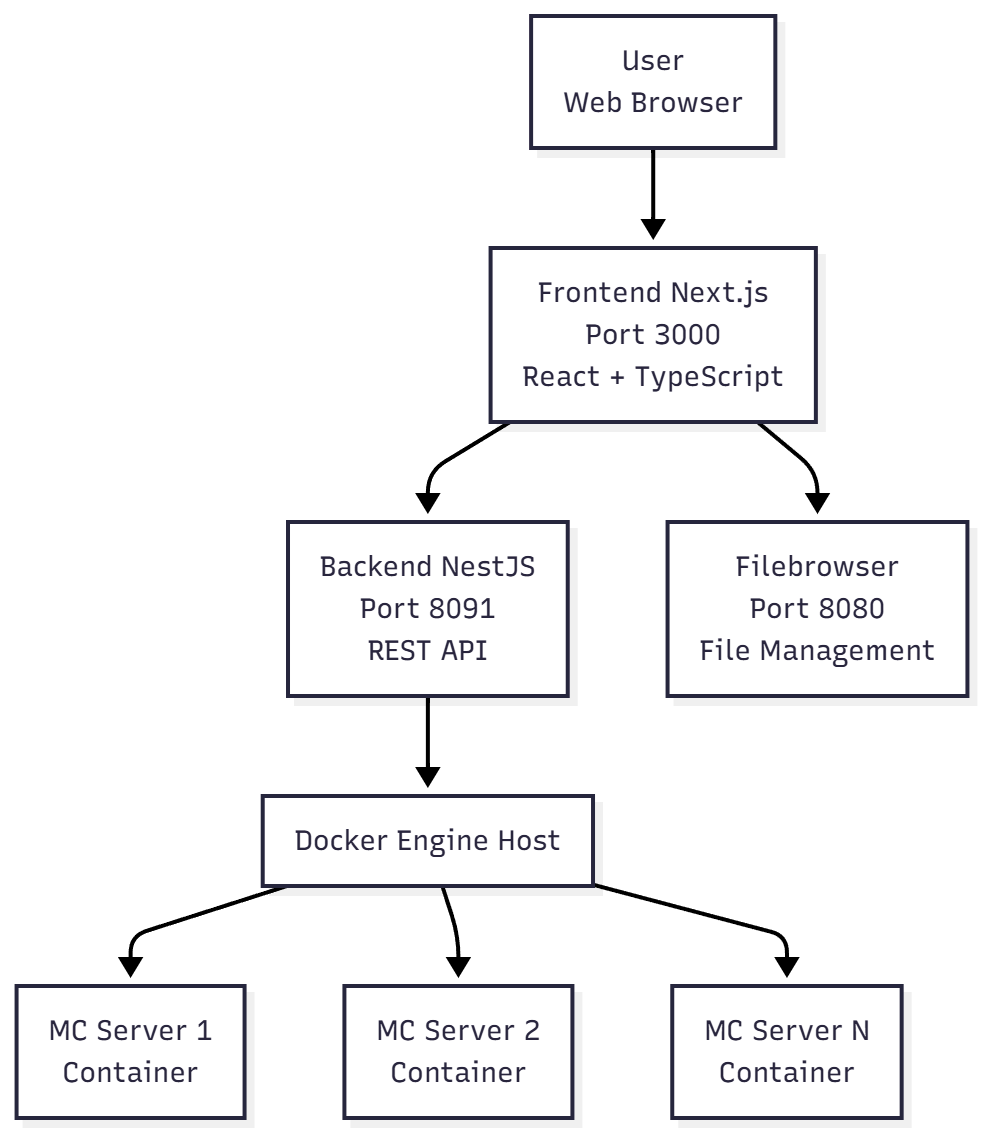 User
Web Browser
Frontend Next.js
Port 3000
React + TypeScript
Backend NestJS
Port 8091
REST API
Filebrowser
Port 8080
File Management
Docker Engine Host
MC Server 1
Container
MC Server 2
Container
MC Server N
Container